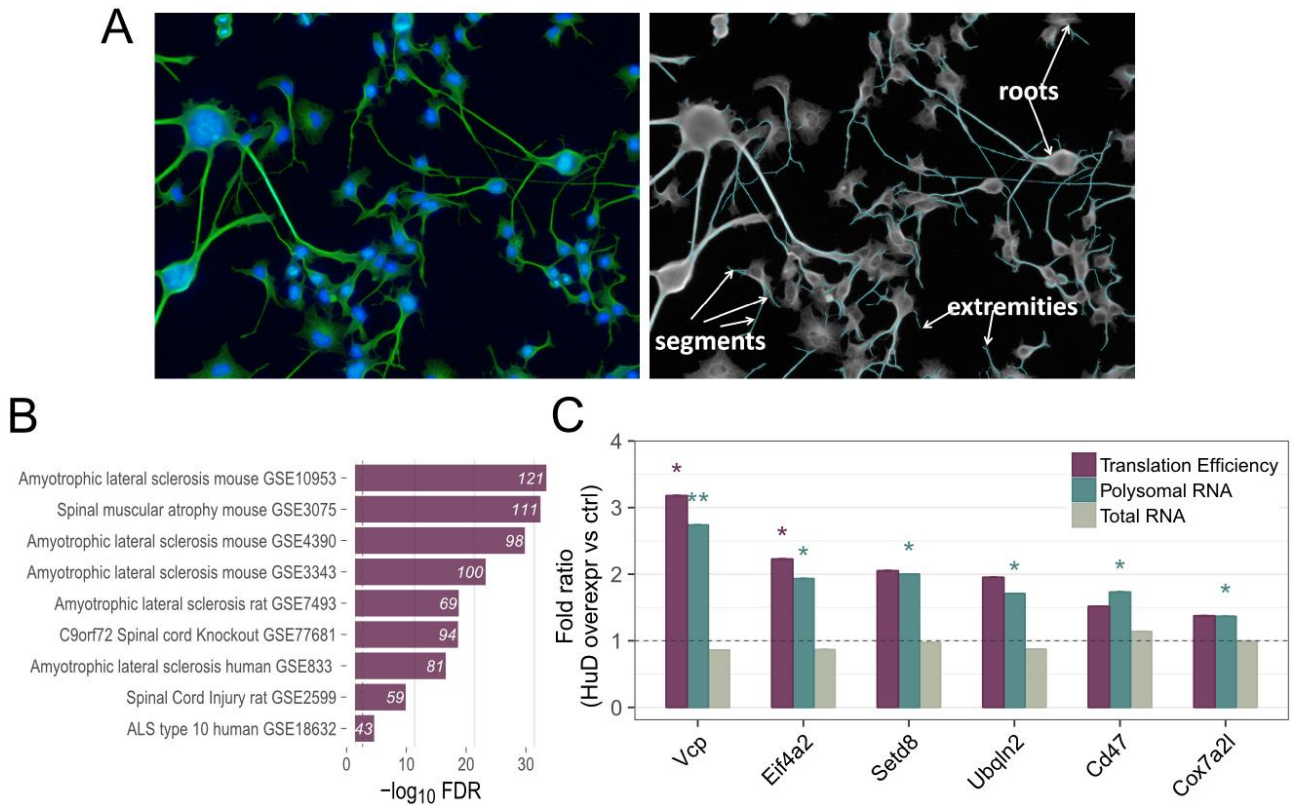 A
roots
segments
extremities
B
Amyotrophic lateral sclerosis mouse GSE10953
121
Spinal muscular atrophy mouse GSE3075
111
Amyotrophic lateral sclerosis mouse GSE4390
98
Amyotrophic lateral sclerosis mouse GSE3343
100
Amyotrophic lateral sclerosis rat GSE7493
69
C9orf72 Spinal cord Knockout GSE77681
94
Amyotrophic lateral sclerosis human GSE833
81
Spinal Cord Injury rat GSE2599
59
ALS type 10 human GSE18632
43
0 10 20 30
−log10 FDR
C
Fold ratio
(HuD overexpr vs ctrl)
4
3
2
1
0
* ** * * * * * *
Translation Efficiency
Polysomal RNA
Total RNA
Vcp
Eif4a2
Setd8
Ubqln2
Cd47
Cox7a2l